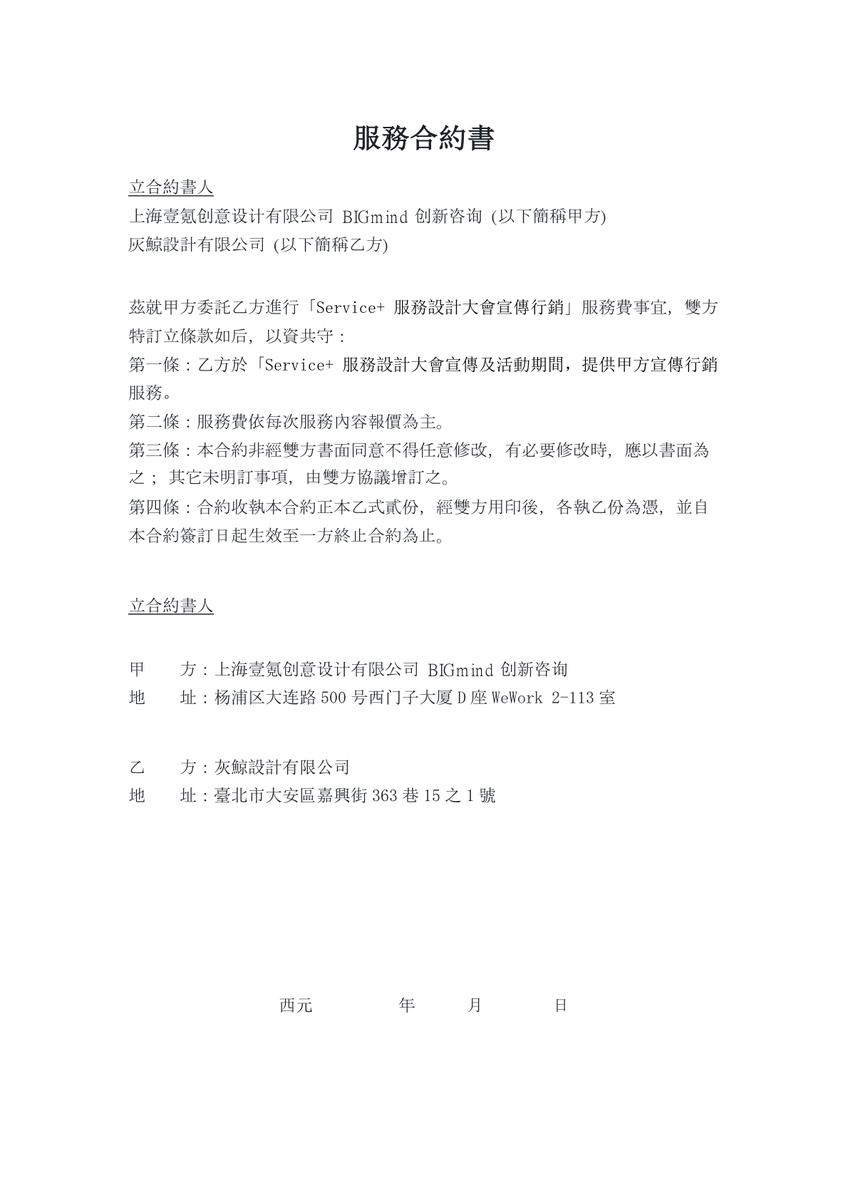 服務合約書
立合約書人
上海壹氪创意设计有限公司 BIGmind 创新咨询 (以下簡稱甲方)
灰鯨設計有限公司 (以下簡稱乙方)
茲就甲方委託乙方進行「Service+ 服務設計大會宣傳行銷」服務費事宜, 雙方
特訂立條款如后, 以資共守：
第一條：乙方於「Service+ 服務設計大會宣傳及活動期間，提供甲方宣傳行銷
服務。
第二條：服務費依每次服務內容報價為主。
第三條：本合約非經雙方書面同意不得任意修改, 有必要修改時, 應以書面為
之； 其它未明訂事項, 由雙方協議增訂之。
第四條：合約收執本合約正本乙式貳份, 經雙方用印後, 各執乙份為憑, 並自
本合約簽訂日起生效至一方終止合約為止。
立合約書人
甲　　方：上海壹氪创意设计有限公司 BIGmind 创新咨询
地　　址：杨浦区大连路 500 号西门子大厦 D 座 WeWork 2-113 室
乙　　方：灰鯨設計有限公司
地　　址：臺北市大安區嘉興街 363 巷 15 之 1 號
西元　　　　　年　　　月　　　　日